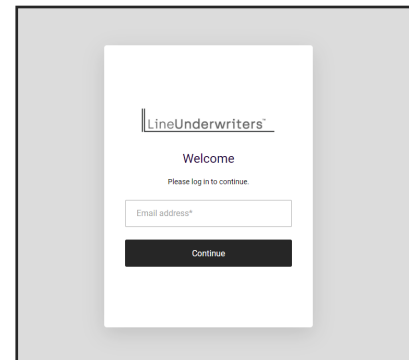 LineUnderwriters™
Welcome
Please log in to continue.
Email address*
Continue